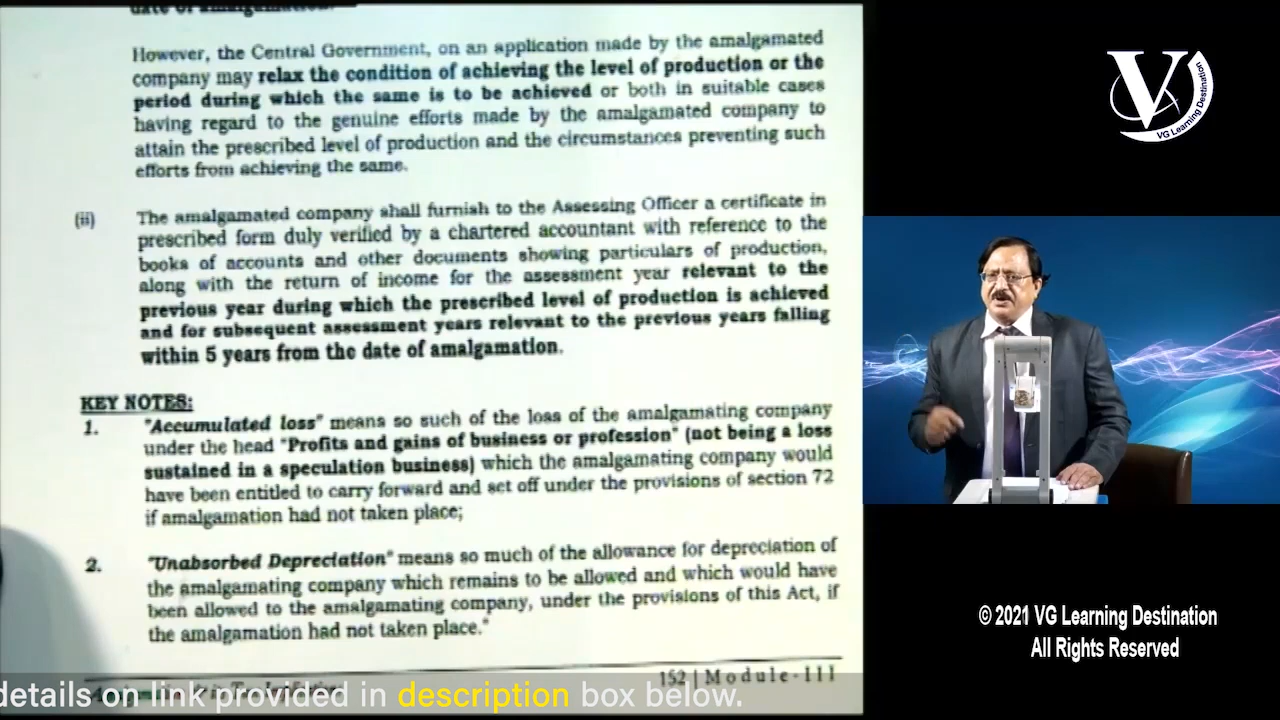 date of amalgamation.
However, the Central Government, on an application made by the amalgamated
company may relax the condition of achieving the level of production or the
period during which the same is to be achieved or both in suitable cases
having regard to the genuine efforts made by the amalgamated company to
attain the prescribed level of production and the circumstances preventing such
efforts from achieving the same.
(ii) The amalgamated company shall furnish to the Assessing Officer a certificate in
prescribed form duly verified by a chartered accountant with reference to the
books of accounts and other documents showing particulars of production,
along with the return of income for the assessment year relevant to the
previous year during which the prescribed level of production is achieved
and for subsequent assessment years relevant to the previous years falling
within 5 years from the date of amalgamation.
KEY NOTES:
1. "Accumulated loss" means so such of the loss of the amalgamating company
under the head "Profits and gains of business or profession" (not being a loss
sustained in a speculation business) which the amalgamating company would
have been entitled to carry forward and set off under the provisions of section 72
if amalgamation had not taken place;
2. "Unabsorbed Depreciation" means so much of the allowance for depreciation of
the amalgamating company which remains to be allowed and which would have
been allowed to the amalgamating company, under the provisions of this Act, if
the amalgamation had not taken place."
152 | Module-III
details on link provided in description box below.
V
VG Learning Destination
© 2021 VG Learning Destination
All Rights Reserved